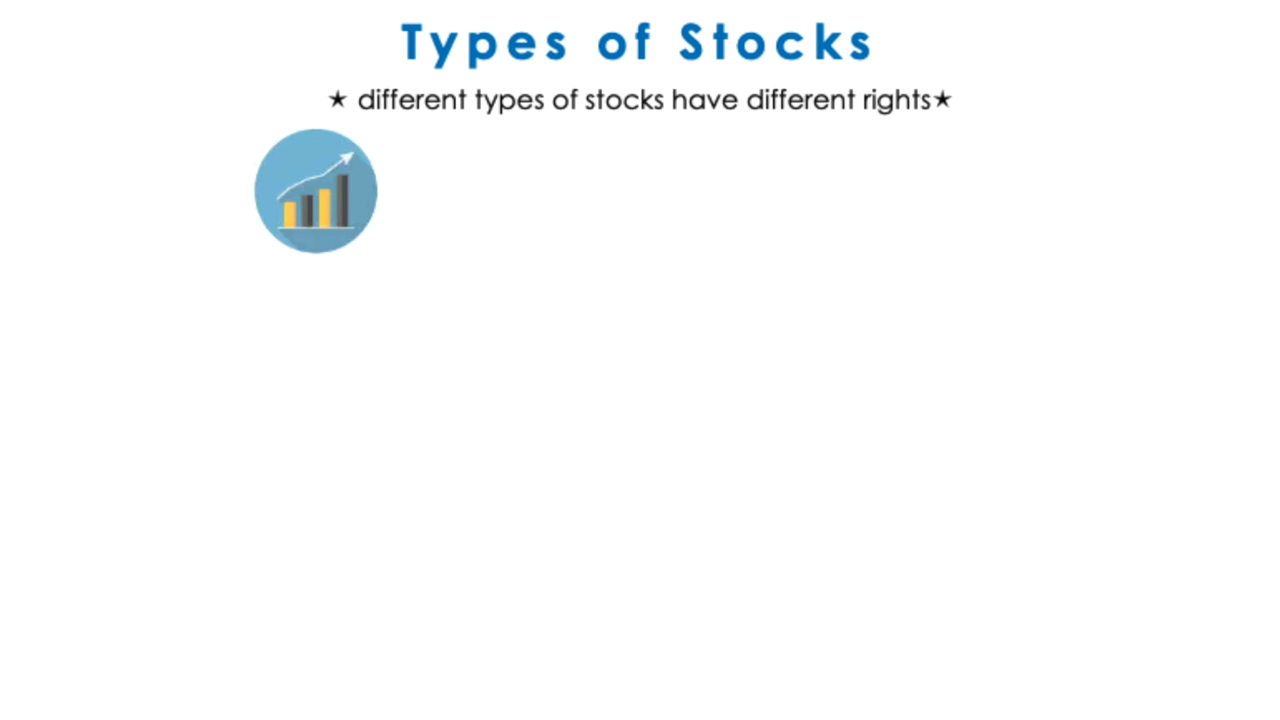 Types of Stocks
★ different types of stocks have different rights★